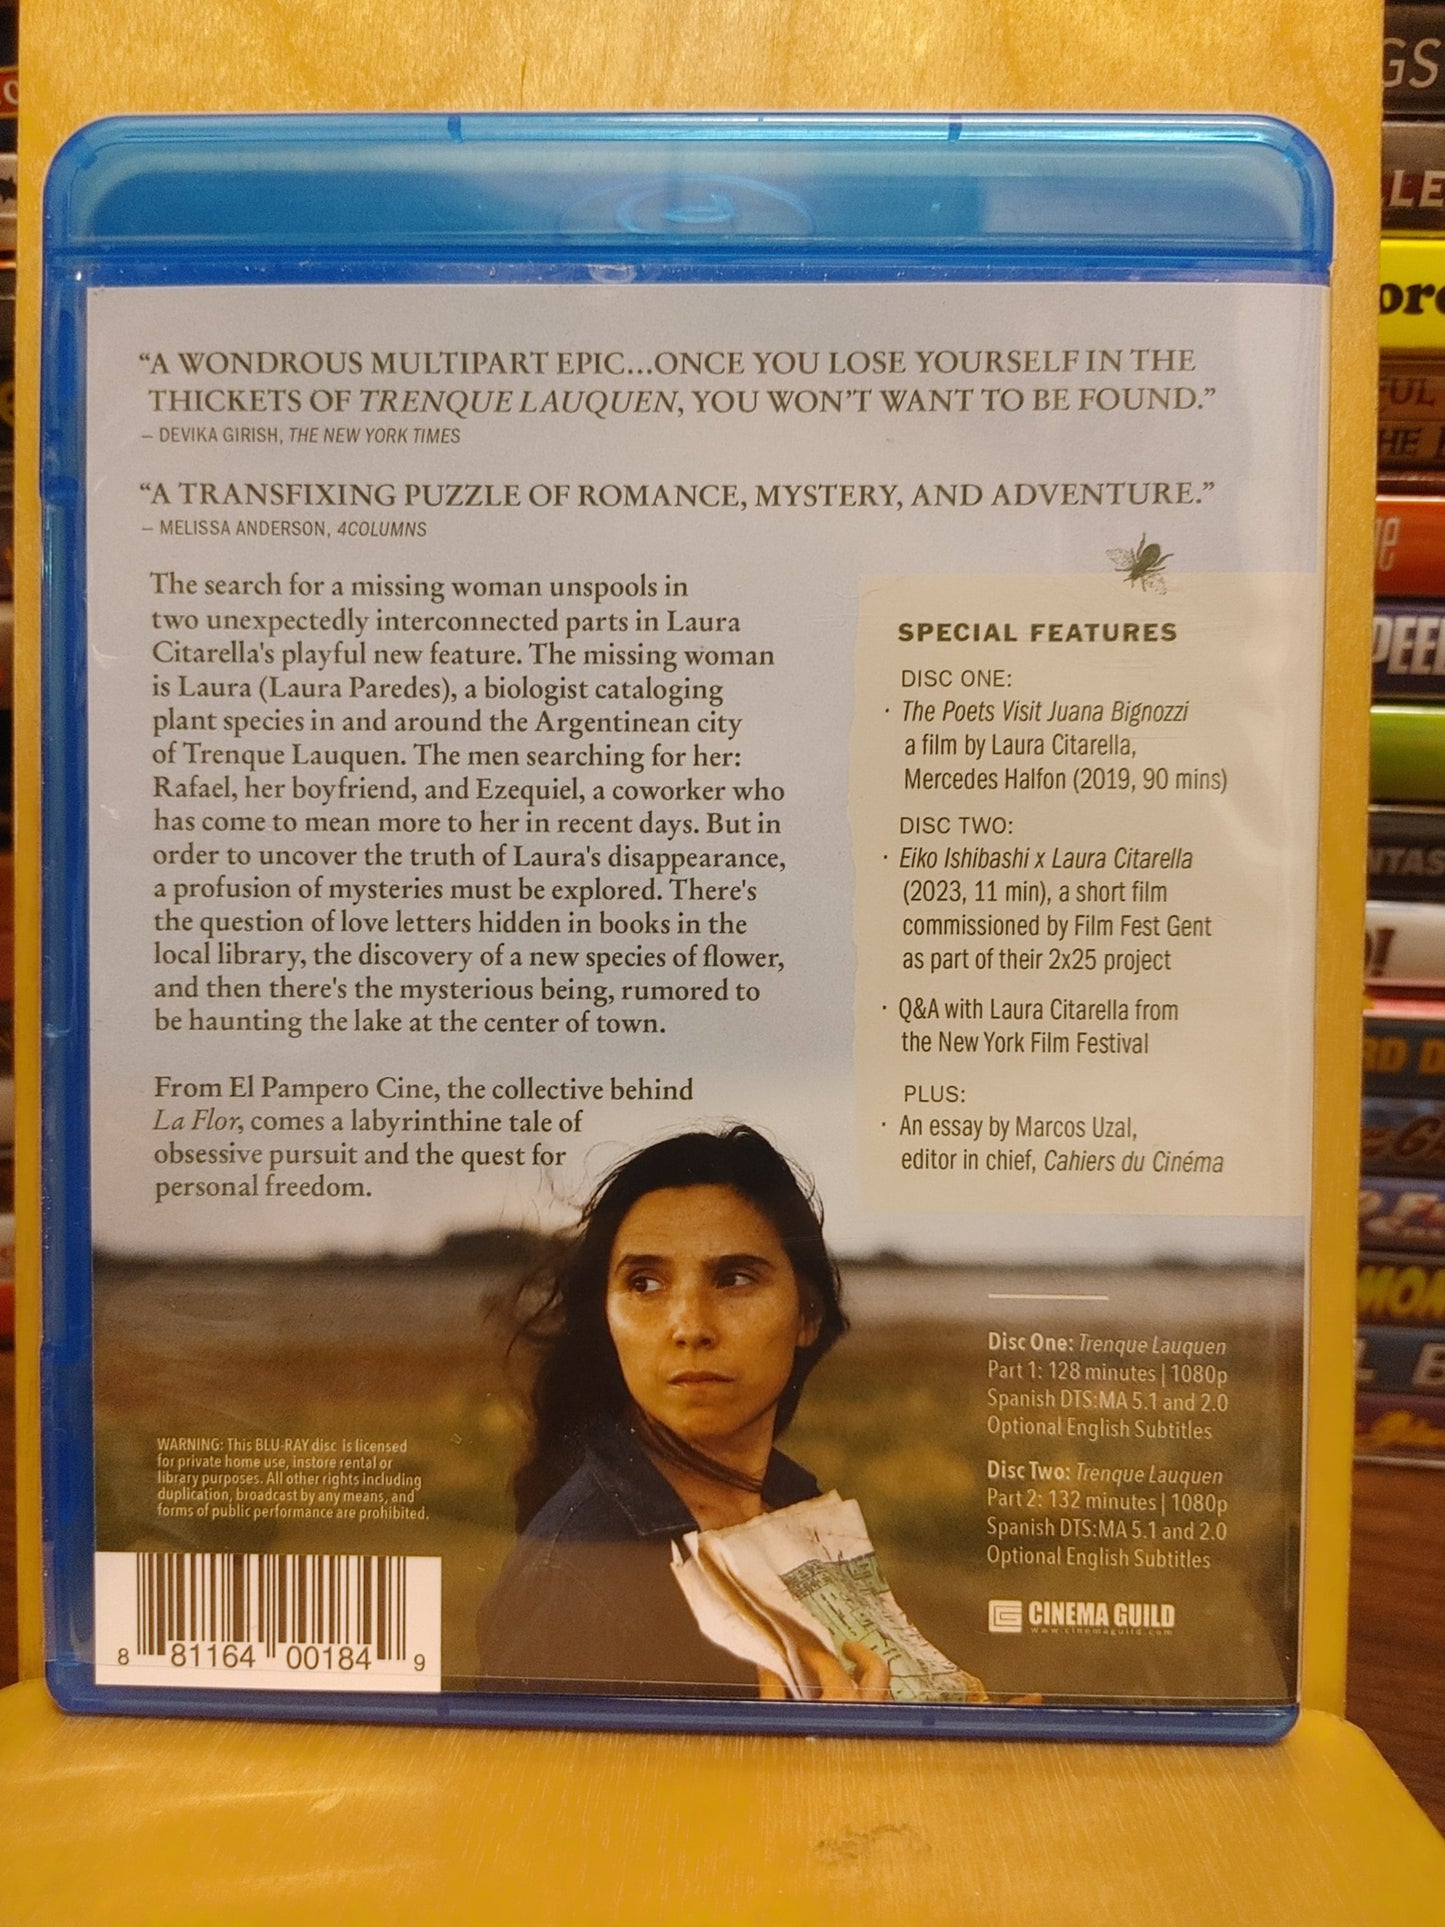 “A WONDROUS MULTIPART EPIC...ONCE YOU LOSE YOURSELF IN THE
THICKETS OF TRENQUE LAUQUEN, YOU WON’T WANT TO BE FOUND.”
– DEVIKA GIRISH, THE NEW YORK TIMES
“A TRANSFIXING PUZZLE OF ROMANCE, MYSTERY, AND ADVENTURE.”
– MELISSA ANDERSON, 4COLUMNS
The search for a missing woman unspools in
two unexpectedly interconnected parts in Laura
Citarella's playful new feature. The missing woman
is Laura (Laura Paredes), a biologist cataloging
plant species in and around the Argentinean city
of Trenque Lauquen. The men searching for her:
Rafael, her boyfriend, and Ezequiel, a coworker who
has come to mean more to her in recent days. But in
order to uncover the truth of Laura's disappearance,
a profusion of mysteries must be explored. There's
the question of love letters hidden in books in the
local library, the discovery of a new species of flower,
and then there's the mysterious being, rumored to
be haunting the lake at the center of town.
From El Pampero Cine, the collective behind
La Flor, comes a labyrinthine tale of
obsessive pursuit and the quest for
personal freedom.
SPECIAL FEATURES
DISC ONE:
· The Poets Visit Juana Bignozzi
a film by Laura Citarella,
Mercedes Halfon (2019, 90 mins)
DISC TWO:
· Eiko Ishibashi x Laura Citarella
(2023, 11 min), a short film
commissioned by Film Fest Gent
as part of their 2x25 project
· Q&A with Laura Citarella from
the New York Film Festival
PLUS:
· An essay by Marcos Uzal,
editor in chief, Cahiers du Cinéma
Disc One: Trenque Lauquen
Part 1: 128 minutes | 1080p
Spanish DTS:MA 5.1 and 2.0
Optional English Subtitles
Disc Two: Trenque Lauquen
Part 2: 132 minutes | 1080p
Spanish DTS:MA 5.1 and 2.0
Optional English Subtitles
CINEMA GUILD
www.cinemaguild.com
WARNING: This BLU-RAY disc is licensed
for private home use, instore rental or
library purposes. All other rights including
duplication, broadcast by any means, and
forms of public performance are prohibited.
8 81164 00184 9